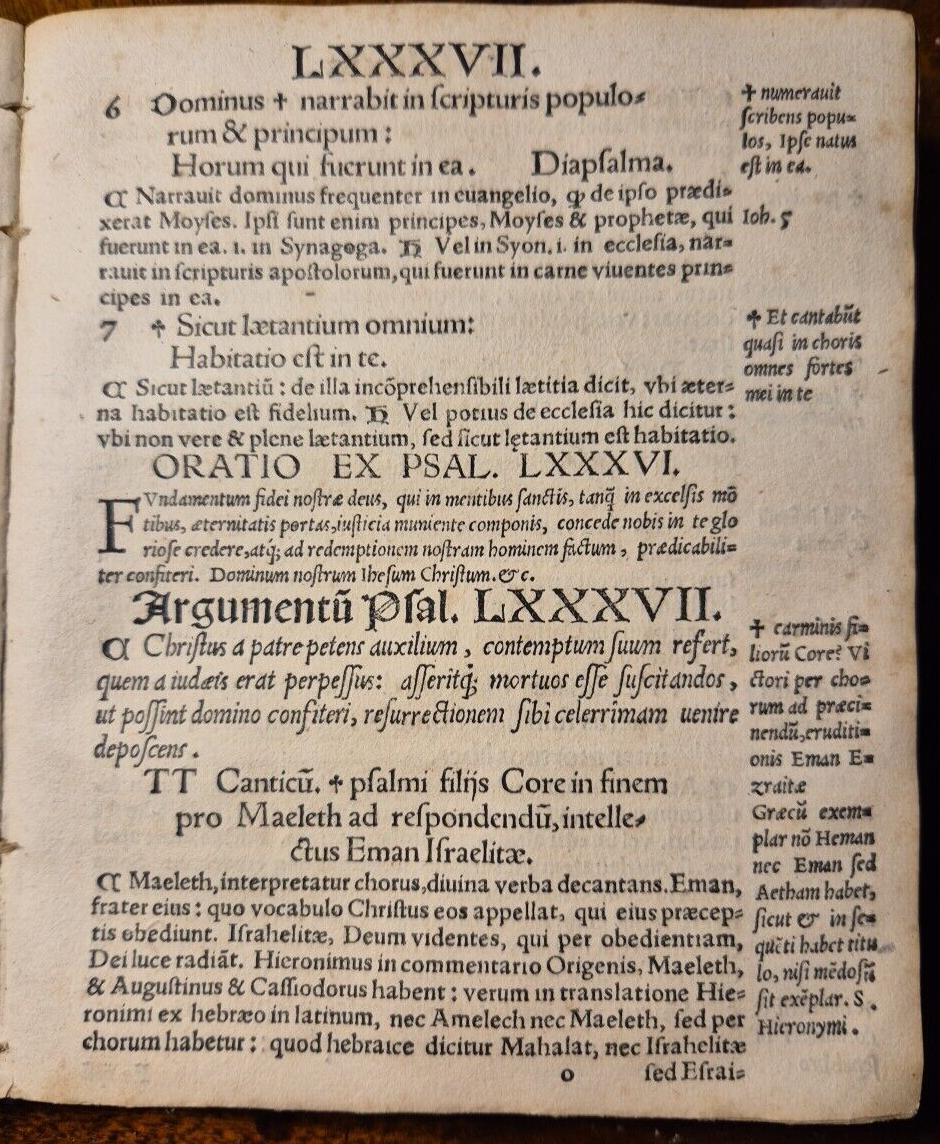 LXXXVII.
6 Dominus ✝ narrabit in ſcripturis populo⸗
rum & principum :
Horum qui fuerunt in ea. Diapſalma.
✝ numerauit
ſcribens popu⸗
los, Ipſe natus
eſt in ea.
₵ Narrauit dominus frequenter in euangelio, ꝙ de ipſo prædi⸗
xerat Moyſes. Ipſi ſunt enim principes, Moyſes & prophetæ, qui
Ioh. 5
fuerunt in ea. i. in Synagoga. H Vel in Syon. i. in eccleſia, nar⸗
rauit in ſcripturis apoſtolorum, qui fuerunt in carne viuentes prin⸗
cipes in ea.
7 ✝ Sicut lætantium omnium:
Habitatio eſt in te.
✝ Et cantabūt
quaſi in choris
omnes fortes
mei in te
₵ Sicut lætantiū : de illa incōprehenſibili lætitia dicit, vbi æter⸗
na habitatio eſt fidelium. H Vel potius de eccleſia hic dicitur :
vbi non vere & plene lætantium, ſed ſicut lętantium eſt habitatio.
ORATIO EX PSAL. LXXXVI.
FVndamentum fidei noſtræ deus, qui in mentibus ſanctis, tanq̃ in excelſis mō
tibus, æternitatis portas, iuſticia muniente componis, concede nobis in te glo
rioſe credere, atq; ad redemptionem noſtram hominem factum, prædicabili⸗
ter confiteri. Dominum noſtrum Iheſum Chriſtum. &c.
Argumentū Pſal. LXXXVII.
₵ Chriſtus a patre petens auxilium, contemptum ſuum refert,
quem a iudæis erat perpeſſus: aſſeritq; mortuos eſſe ſuſcitandos,
ut poſſint domino confiteri, reſurrectionem ſibi celerrimam uenire
depoſcens.
TT Canticū. ✝ pſalmi filijs Core in finem
pro Maeleth ad reſpondendū, intelle⸗
ctus Eman Iſraelitæ.
✝ carminis fi⸗
liorū Core: Vi
ctori per cho⸗
rum ad præci⸗
nendū, eruditi⸗
onis Eman E⸗
zraitæ
Græcū exem⸗
plar nō Heman
nec Eman ſed
Aetham habet,
ſicut & in ſe⸗
quēti habet titu
lo, niſi mēdoſū
ſit exēplar. S.
Hieronymi.
₵ Maeleth, interpretatur chorus, diuina verba decantans. Eman,
frater eius : quo vocabulo Chriſtus eos appellat, qui eius præcep⸗
tis obediunt. Iſrahelitæ, Deum videntes, qui per obedientiam,
Dei luce radiāt. Hieronimus in commentario Origenis, Maeleth,
& Auguſtinus & Caſſiodorus habent : verum in translatione Hie⸗
ronimi ex hebræo in latinum, nec Amelech nec Maeleth, ſed per
chorum habetur : quod hebraice dicitur Mahalat, nec Iſrahelitæ
o ſed Eſrai⸗